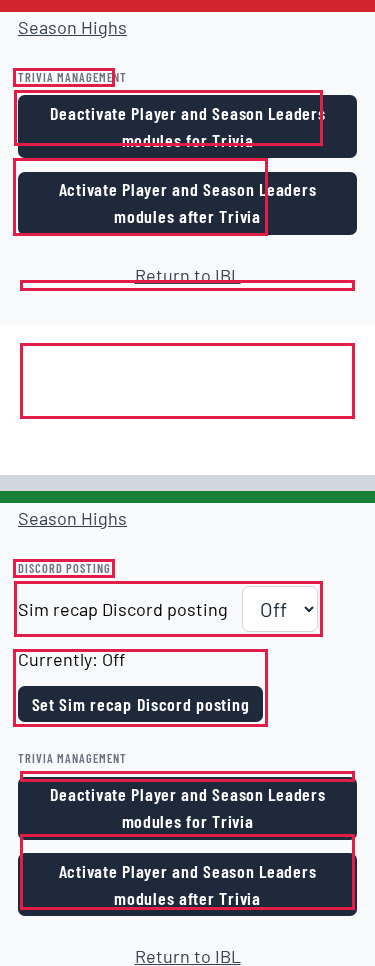 Season Highs
TRIVIA MANAGEMENT
Deactivate Player and Season Leaders
modules for Trivia
Activate Player and Season Leaders
modules after Trivia
Return to IBL
Season Highs
DISCORD POSTING
Sim recap Discord posting Off
Currently: Off
Set Sim recap Discord posting
TRIVIA MANAGEMENT
Deactivate Player and Season Leaders
modules for Trivia
Activate Player and Season Leaders
modules after Trivia
Return to IBL